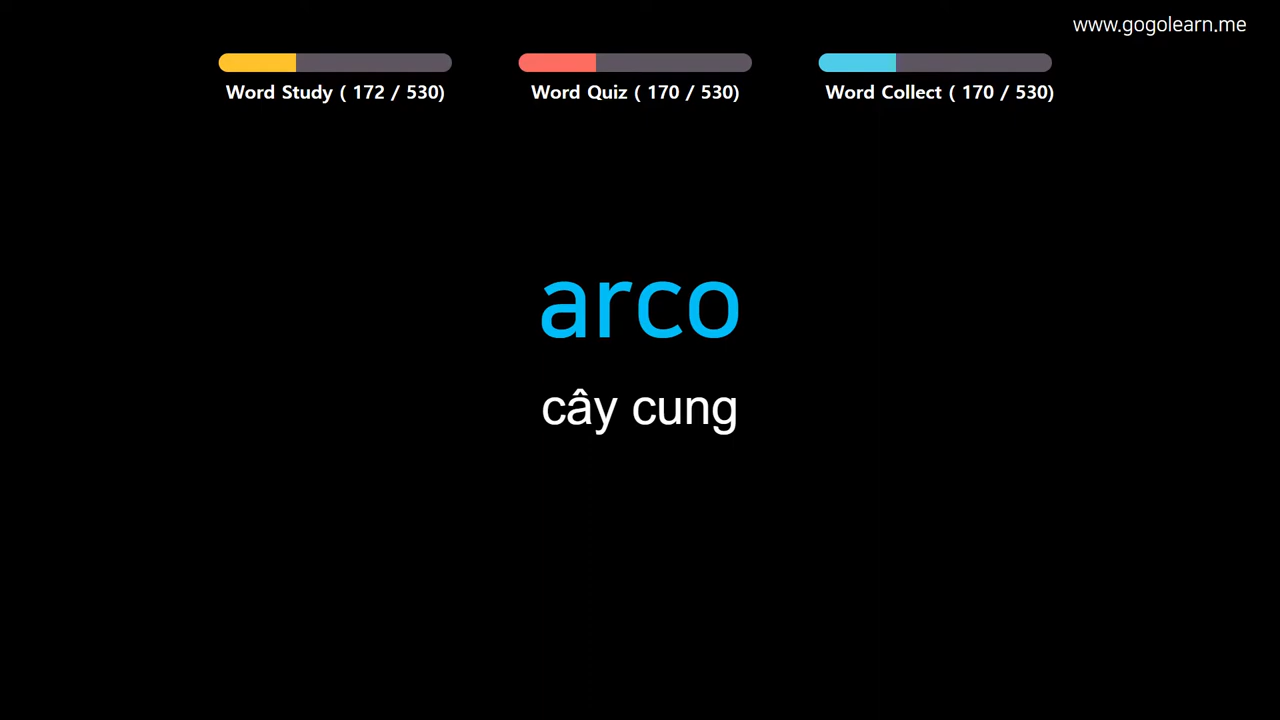 www.gogolearn.me
Word Study ( 172 / 530)
Word Quiz ( 170 / 530)
Word Collect ( 170 / 530)
arco
cây cung